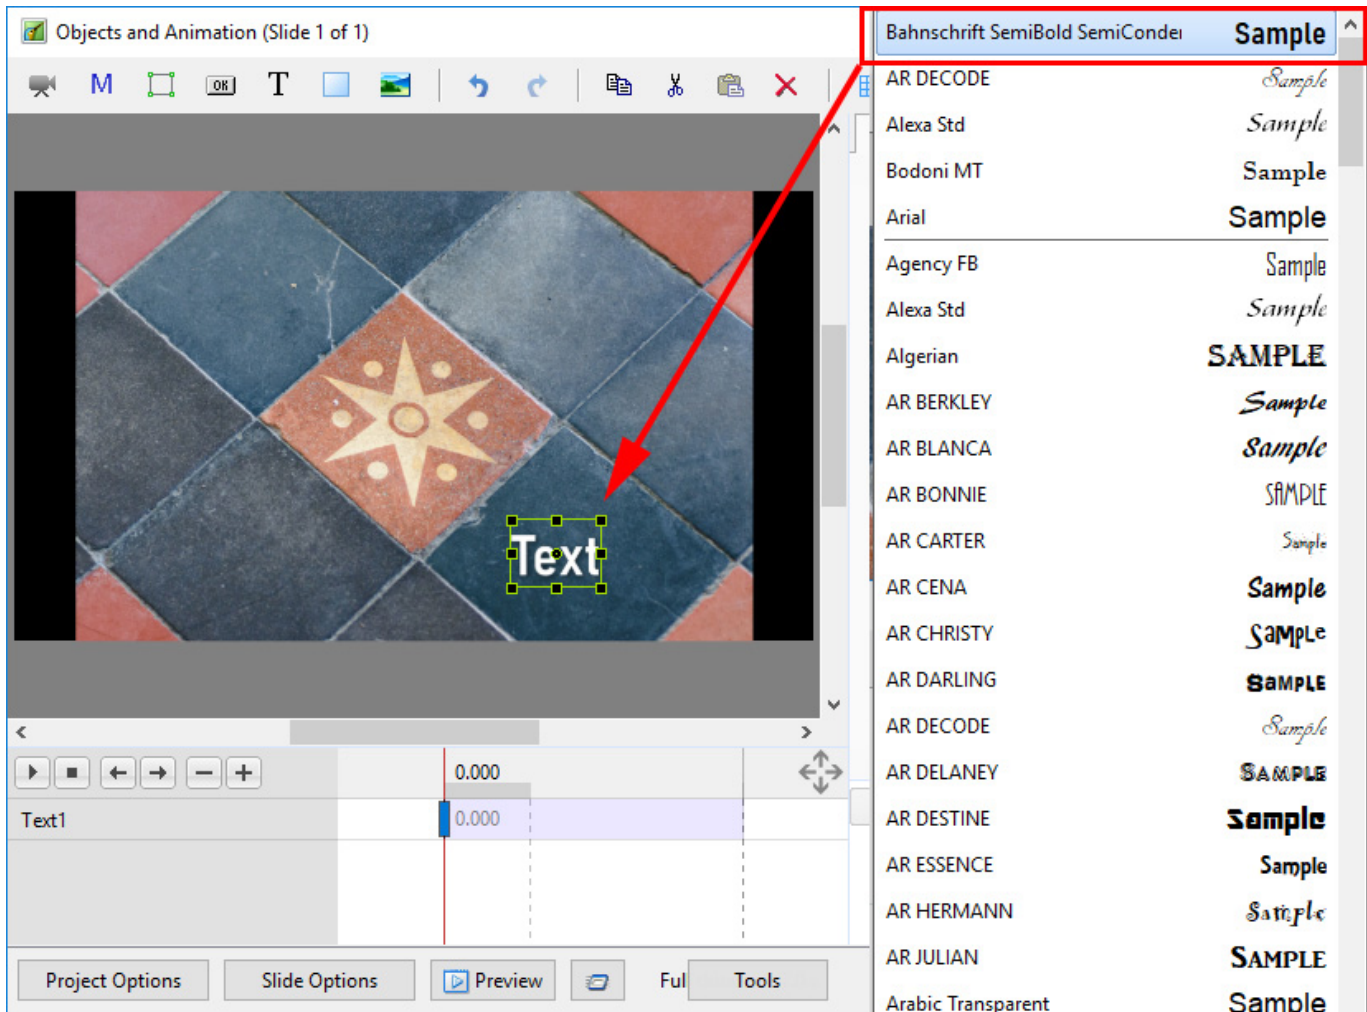 Objects and Animation (Slide 1 of 1)
M OK T
Text
0.000
Text1
0.000
Project Options
Slide Options
Preview
Ful
Tools
Bahnschrift SemiBold SemiConder Sample
AR DECODE Sample
Alexa Std Sample
Bodoni MT Sample
Arial Sample
Agency FB Sample
Alexa Std Sample
Algerian SAMPLE
AR BERKLEY Sample
AR BLANCA Sample
AR BONNIE SAMPLE
AR CARTER Sample
AR CENA Sample
AR CHRISTY SaMpLe
AR DARLING SaMPLE
AR DECODE Sample
AR DELANEY SAMPLE
AR DESTINE Sample
AR ESSENCE Sample
AR HERMANN Sample
AR JULIAN SAMPLE
Arabic Transparent Sample